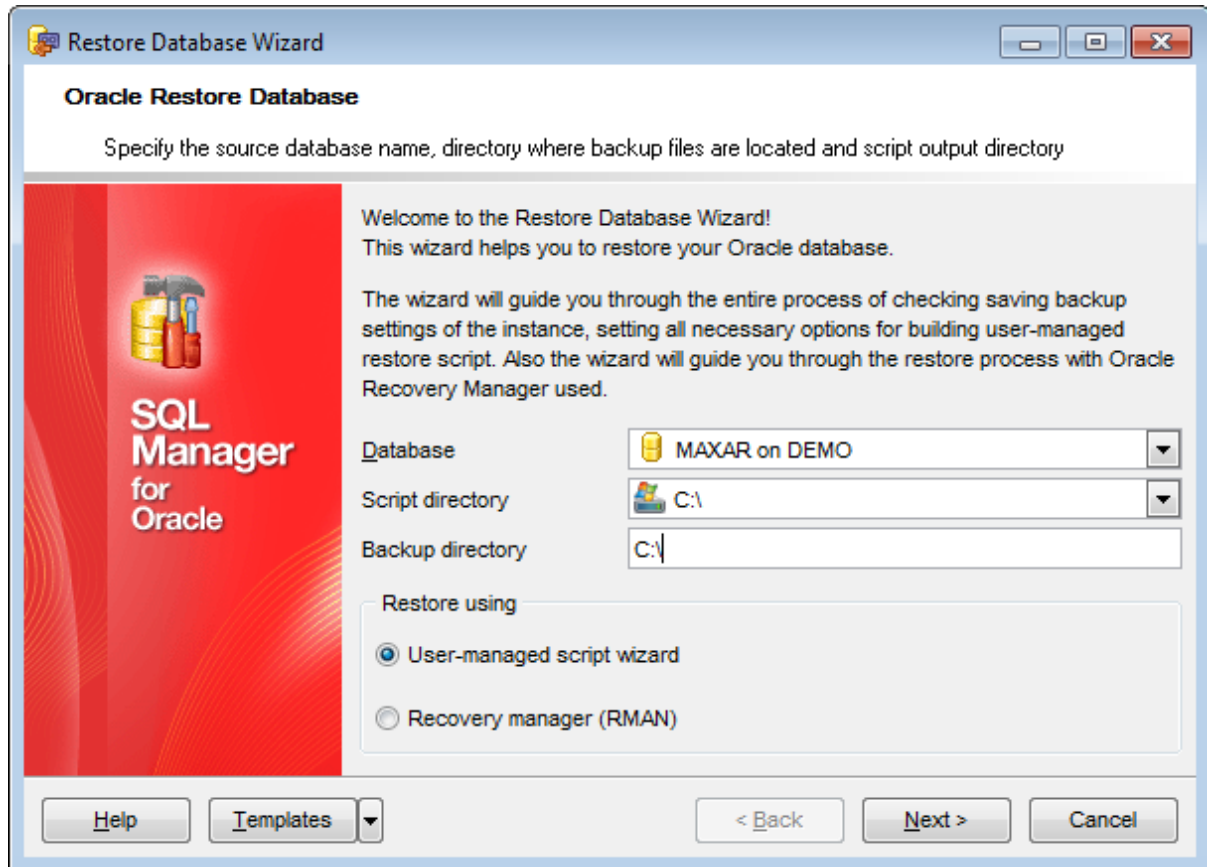 Restore Database Wizard
Oracle Restore Database
Specify the source database name, directory where backup files are located and script output directory
Welcome to the Restore Database Wizard!
This wizard helps you to restore your Oracle database.
The wizard will guide you through the entire process of checking saving backup
settings of the instance, setting all necessary options for building user-managed
restore script. Also the wizard will guide you through the restore process with Oracle
Recovery Manager used.
SQL
Manager
for
Oracle
Database
MAXAR on DEMO
Script directory
C:\
Backup directory
C:\
Restore using
User-managed script wizard
Recovery manager (RMAN)
Help
Templates
< Back
Next >
Cancel